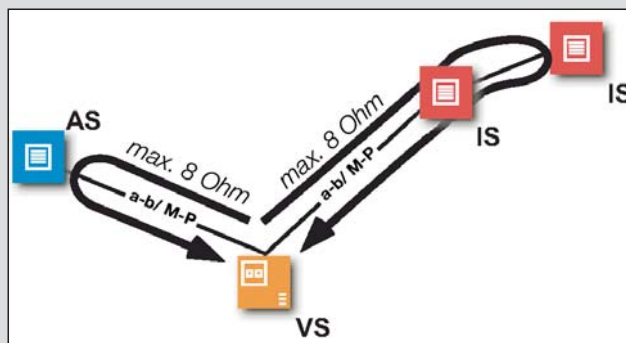 AS
max. 8 Ohm
a-b/ M-P
max. 8 Ohm
a-b/ M-P
IS
IS
VS